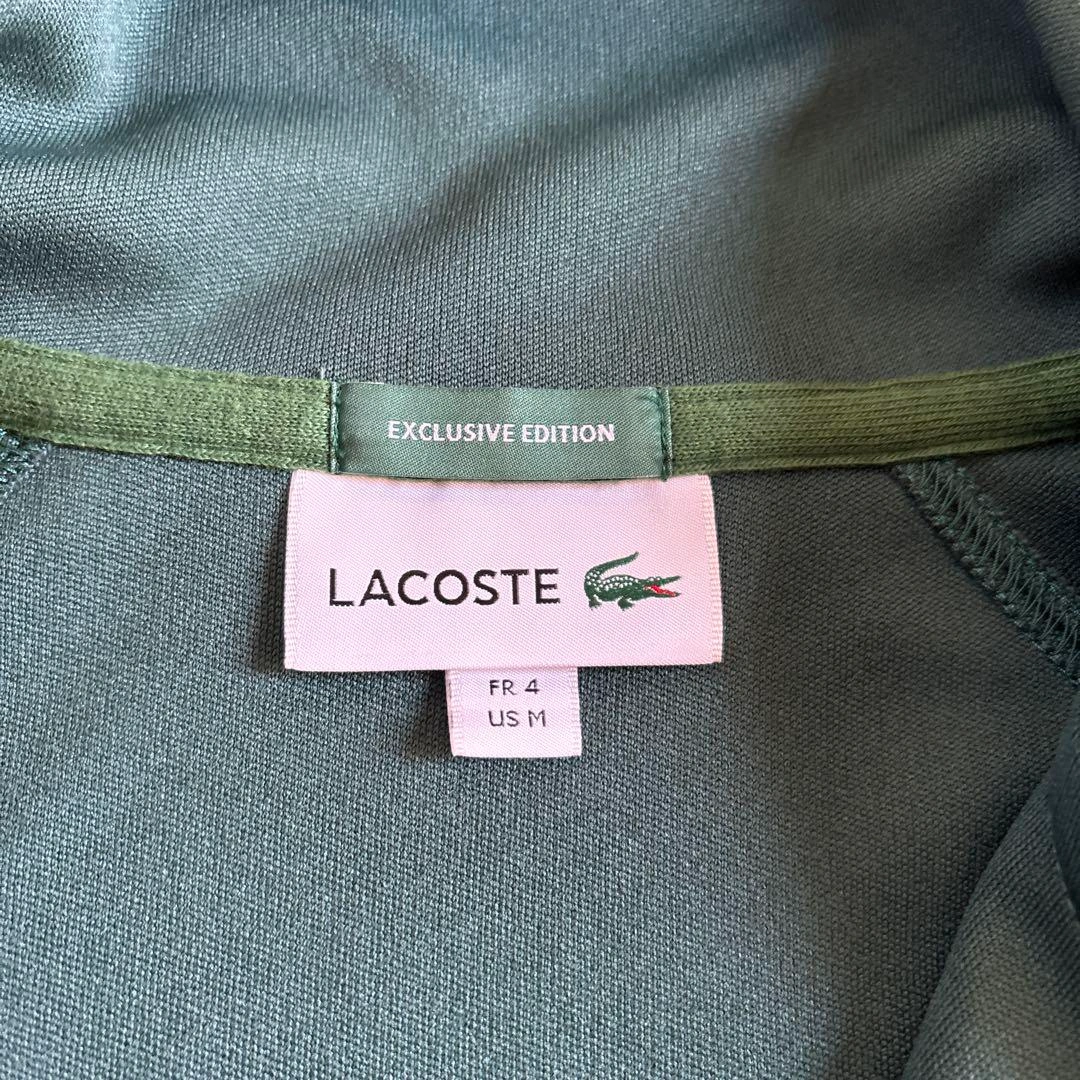 EXCLUSIVE EDITION
LACOSTE
FR 4
US M